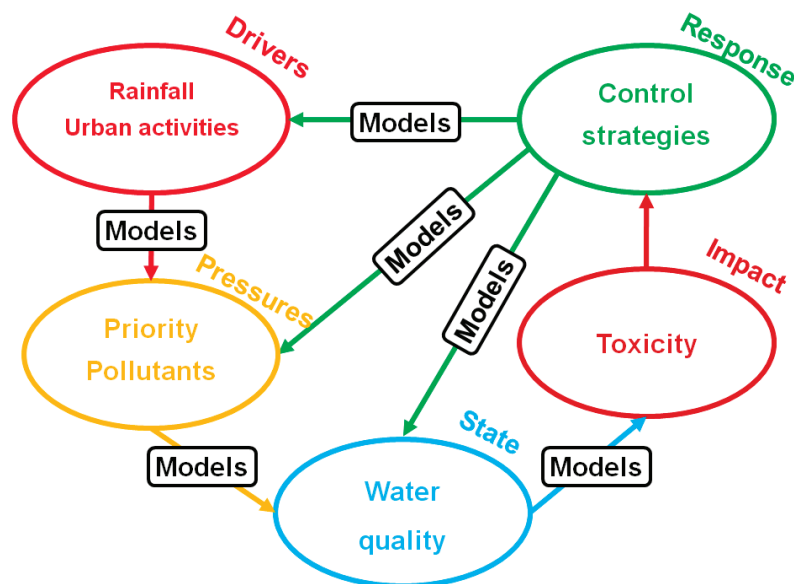 Drivers
Rainfall
Urban activities
Models
Response
Control
strategies
Models
Models
Models
Pressures
Priority
Pollutants
Impact
Toxicity
State
Models
Water
quality
Models